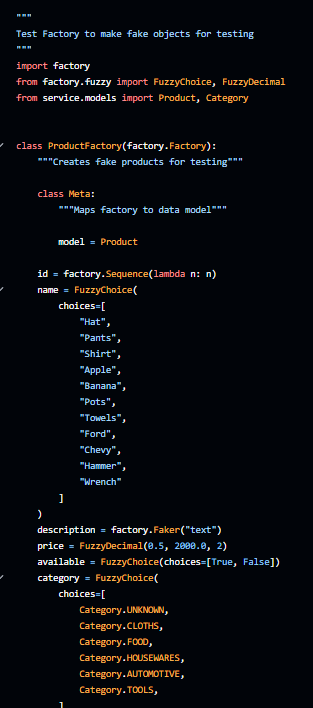 """
Test Factory to make fake objects for testing
"""
import factory
from factory.fuzzy import FuzzyChoice, FuzzyDecimal
from service.models import Product, Category
class ProductFactory(factory.Factory):
"""Creates fake products for testing"""
class Meta:
"""Maps factory to data model"""
model = Product
id = factory.Sequence(lambda n: n)
name = FuzzyChoice(
choices=[
"Hat",
"Pants",
"Shirt",
"Apple",
"Banana",
"Pots",
"Towels",
"Ford",
"Chevy",
"Hammer",
"Wrench"
]
)
description = factory.Faker("text")
price = FuzzyDecimal(0.5, 2000.0, 2)
available = FuzzyChoice(choices=[True, False])
category = FuzzyChoice(
choices=[
Category.UNKNOWN,
Category.CLOTHS,
Category.FOOD,
Category.HOUSEWARES,
Category.AUTOMOTIVE,
Category.TOOLS,
]